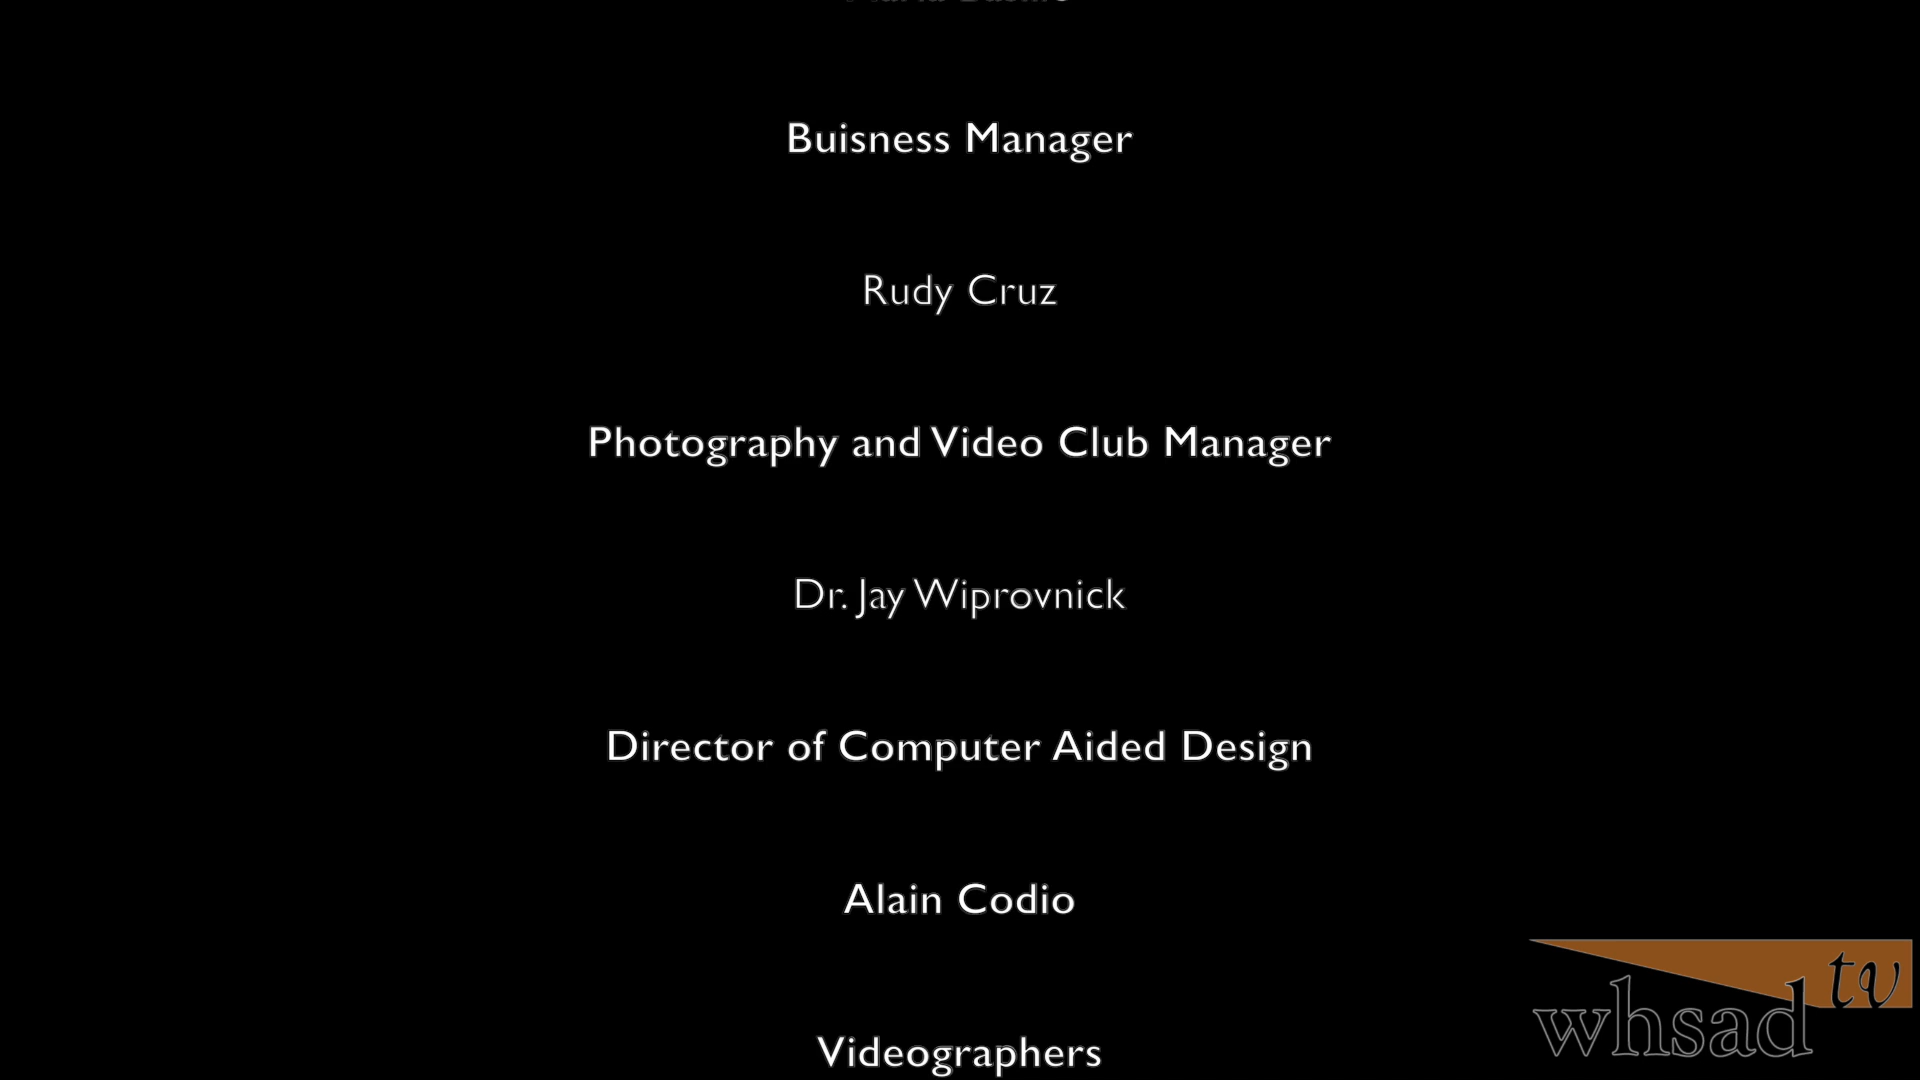 Buisness Manager
Rudy Cruz
Photography and Video Club Manager
Dr. Jay Wiprovnick
Director of Computer Aided Design
Alain Codio
Videographers
whsad tv